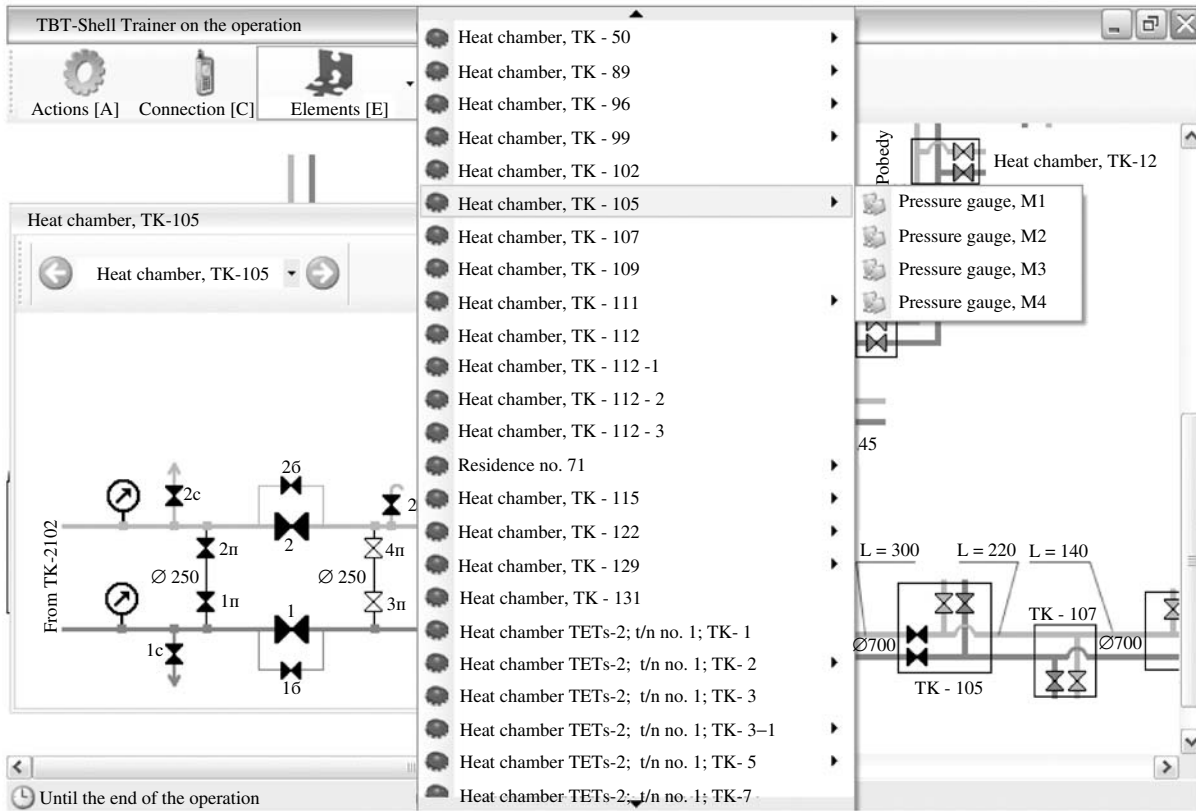 TBT-Shell Trainer on the operation
Actions [A]
Connection [C]
Elements [E]
Heat chamber, TK-105
Heat chamber, TK-105
2б
2с
2
2
2п
4п
∅ 250
∅ 250
From TK-2102
1п
1
3п
1с
1б
Until the end of the operation
Heat chamber, TK - 50
Heat chamber, TK - 89
Heat chamber, TK - 96
Heat chamber, TK - 99
Heat chamber, TK - 102
Heat chamber, TK - 105
Heat chamber, TK - 107
Heat chamber, TK - 109
Heat chamber, TK - 111
Heat chamber, TK - 112
Heat chamber, TK - 112 -1
Heat chamber, TK - 112 - 2
Heat chamber, TK - 112 - 3
Residence no. 71
Heat chamber, TK - 115
Heat chamber, TK - 122
Heat chamber, TK - 129
Heat chamber, TK - 131
Heat chamber TETs-2; t/n no. 1; TK- 1
Heat chamber TETs-2; t/n no. 1; TK- 2
Heat chamber TETs-2; t/n no. 1; TK- 3
Heat chamber TETs-2; t/n no. 1; TK- 3–1
Heat chamber TETs-2; t/n no. 1; TK- 5
Heat chamber TETs-2; t/n no. 1; TK-7
Pressure gauge, M1
Pressure gauge, M2
Pressure gauge, M3
Pressure gauge, M4
Pobedy
Heat chamber, TK-12
45
L = 300
L = 220
L = 140
∅700
TK - 107
∅700
TK - 105